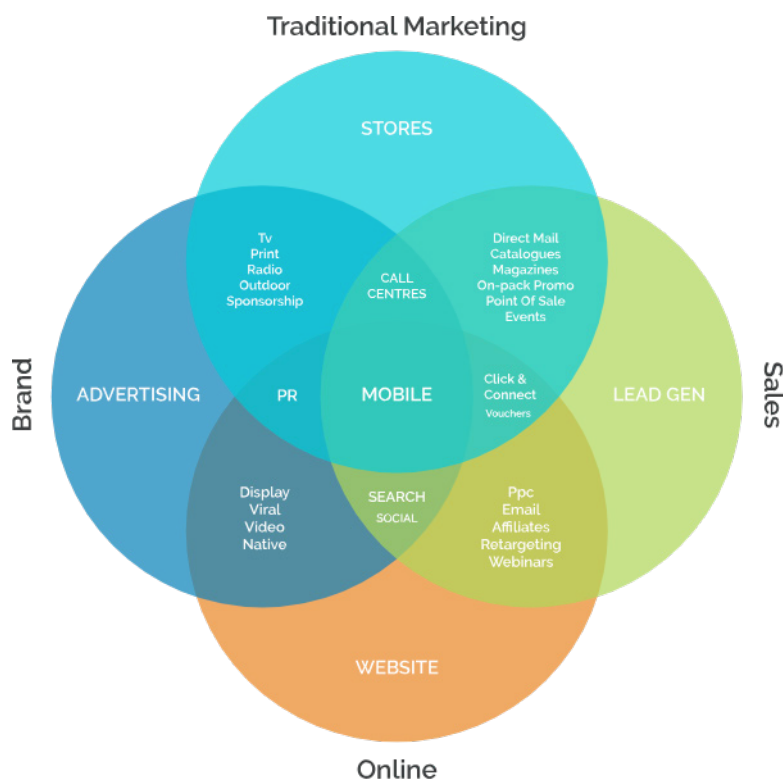 Traditional Marketing
STORES
Tv
Print
Radio
Outdoor
Sponsorship
CALL
CENTRES
Direct Mail
Catalogues
Magazines
On-pack Promo
Point Of Sale
Events
Brand
ADVERTISING
PR
MOBILE
Click &
Connect
Vouchers
LEAD GEN
Sales
Display
Viral
Video
Native
SEARCH
SOCIAL
Ppc
Email
Affiliates
Retargeting
Webinars
WEBSITE
Online